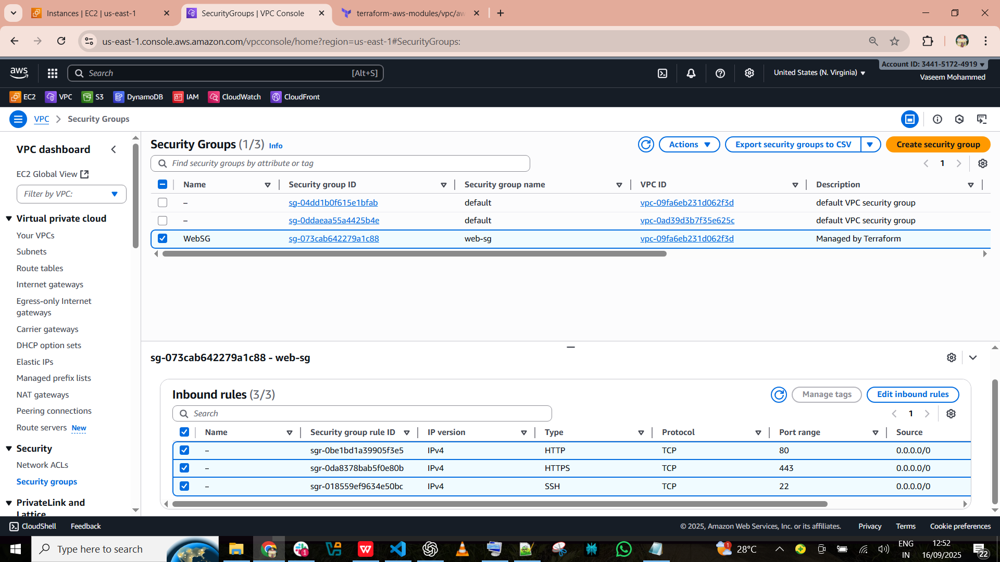 Instances | EC2 | us-east-1
SecurityGroups | VPC Console
terraform-aws-modules/vpc/aw
us-east-1.console.aws.amazon.com/vpcconsole/home?region=us-east-1#SecurityGroups:
aws
Search
[Alt+S]
United States (N. Virginia)
Account ID: 3441-5172-4919
Vaseem Mohammed
EC2
VPC
S3
DynamoDB
IAM
CloudWatch
CloudFront
VPC
Security Groups
VPC dashboard
EC2 Global View
Filter by VPC:
Virtual private cloud
Your VPCs
Subnets
Route tables
Internet gateways
Egress-only Internet
gateways
Carrier gateways
DHCP option sets
Elastic IPs
Managed prefix lists
NAT gateways
Peering connections
Route servers New
Security
Network ACLs
Security groups
PrivateLink and
Lattice
Security Groups (1/3) Info
Actions
Export security groups to CSV
Create security group
Find security groups by attribute or tag
1
Name Security group ID Security group name VPC ID Description
– sg-04dd1b0f615e1bfab default vpc-09fa6eb231d062f3d default VPC security group
– sg-0ddaeaa55a4425b4e default vpc-0ad39d3b7f35e625c default VPC security group
WebSG sg-073cab642279a1c88 web-sg vpc-09fa6eb231d062f3d Managed by Terraform
sg-073cab642279a1c88 - web-sg
Inbound rules (3/3)
Manage tags
Edit inbound rules
Search
1
Name Security group rule ID IP version Type Protocol Port range Source
– sgr-0be1bd1a39905f3e5 IPv4 HTTP TCP 80 0.0.0.0/0
– sgr-0da8378bab5f0e80b IPv4 HTTPS TCP 443 0.0.0.0/0
– sgr-018559ef9634e50bc IPv4 SSH TCP 22 0.0.0.0/0
CloudShell
Feedback
© 2025, Amazon Web Services, Inc. or its affiliates.
Privacy
Terms
Cookie preferences
Type here to search
1
1
28°C
ENG
IN
12:52
16/09/2025
22